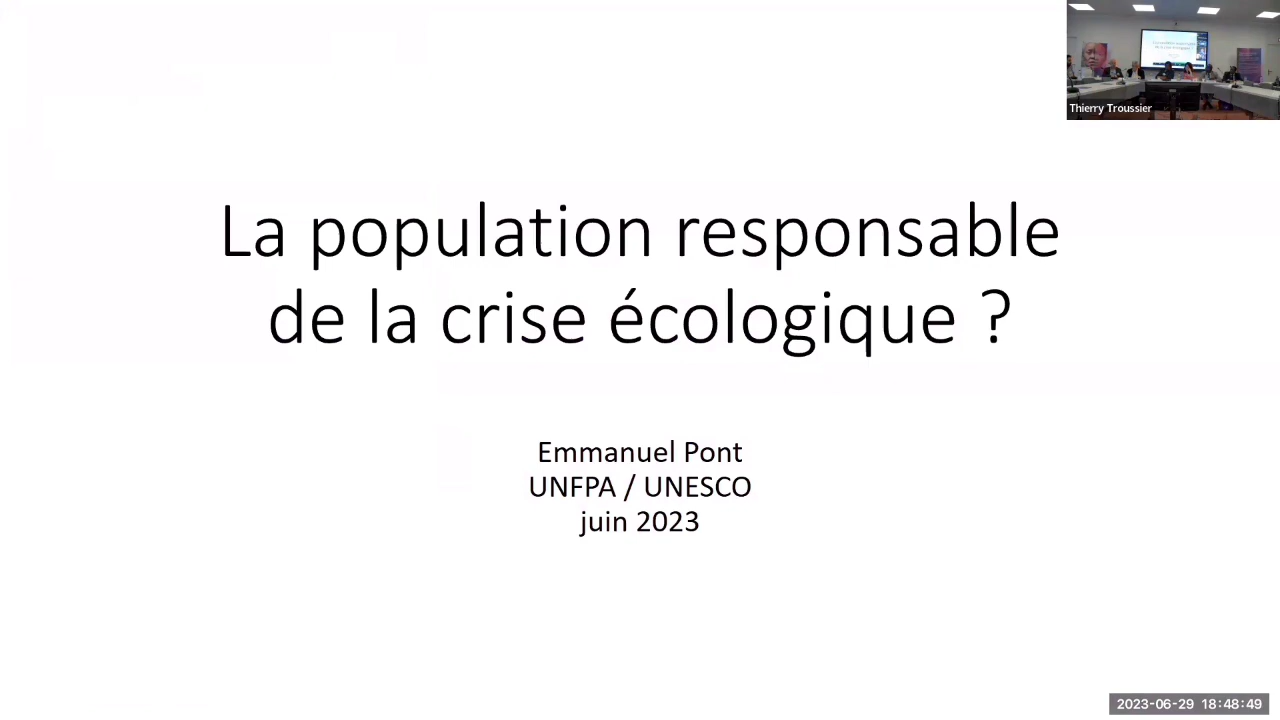 Thierry Troussier
La population responsable
de la crise écologique ?
Emmanuel Pont
UNFPA / UNESCO
juin 2023
2023-06-29 18:48:49